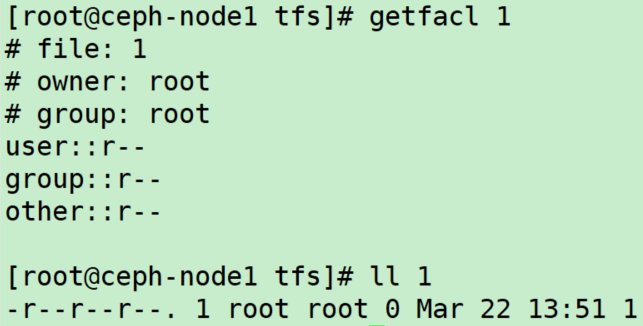 [root@ceph-node1 tfs]# getfacl 1
# file: 1
# owner: root
# group: root
user::r--
group::r--
other::r--
[root@ceph-node1 tfs]# ll 1
-r--r--r--. 1 root root 0 Mar 22 13:51 1